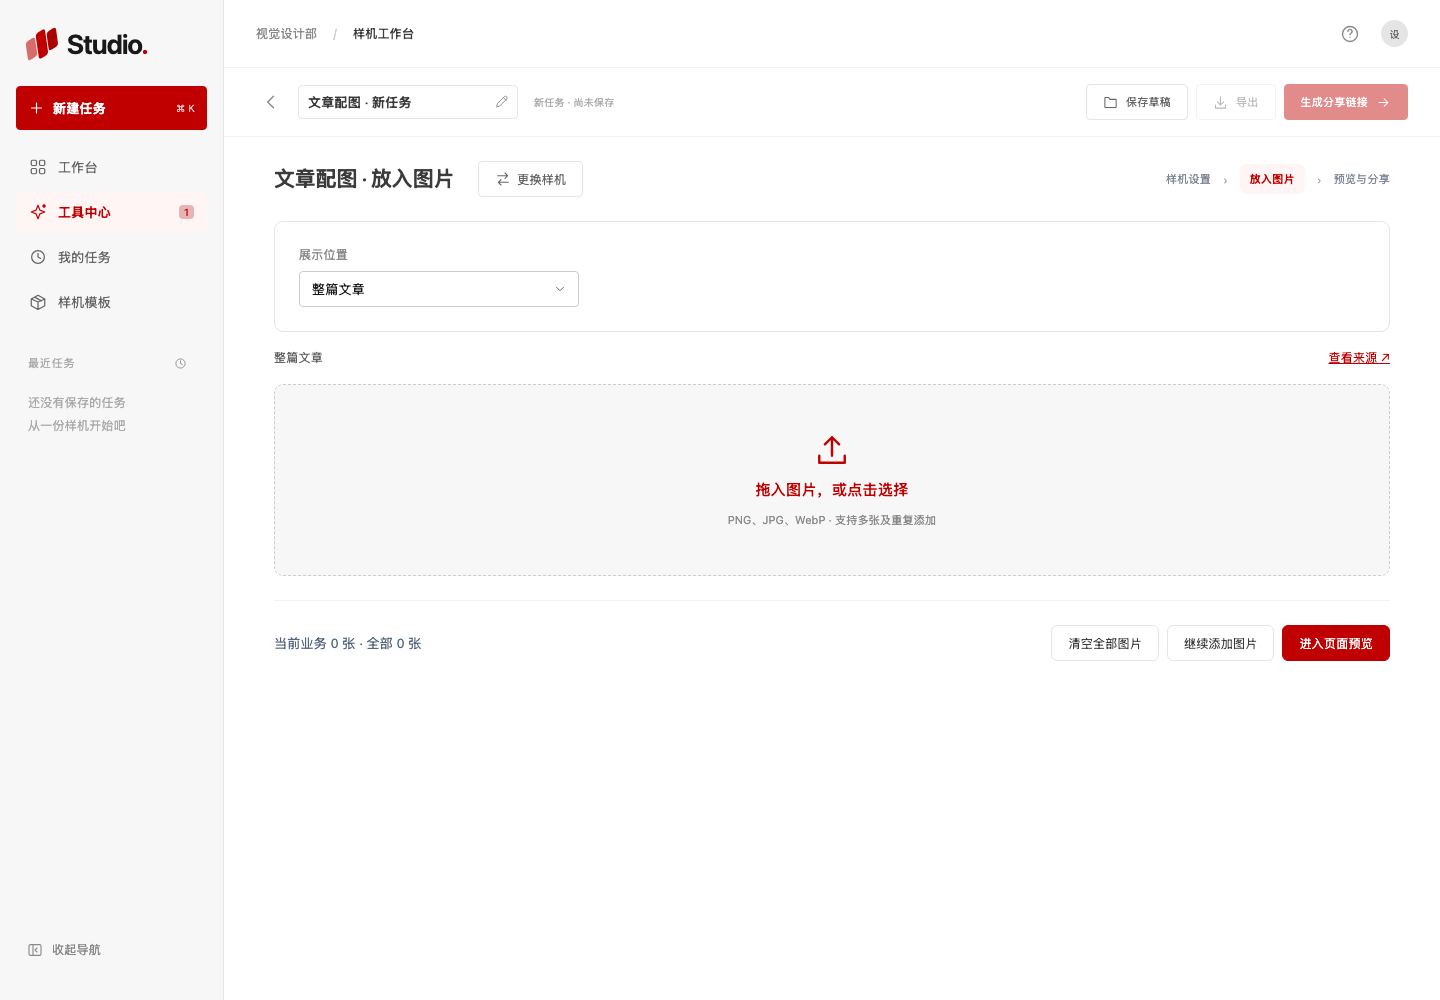 Studio.
新建任务 ⌘ K
工作台
工具中心 1
我的任务
样机模板
最近任务
还没有保存的任务
从一份样机开始吧
收起导航
视觉设计部 / 样机工作台
设
文章配图 · 新任务
新任务 · 尚未保存
保存草稿
导出
生成分享链接 →
文章配图 · 放入图片
更换样机
样机设置 › 放入图片 › 预览与分享
展示位置
整篇文章
整篇文章
查看来源 ↗
拖入图片，或点击选择
PNG、JPG、WebP · 支持多张及重复添加
当前业务 0 张 · 全部 0 张
清空全部图片
继续添加图片
进入页面预览